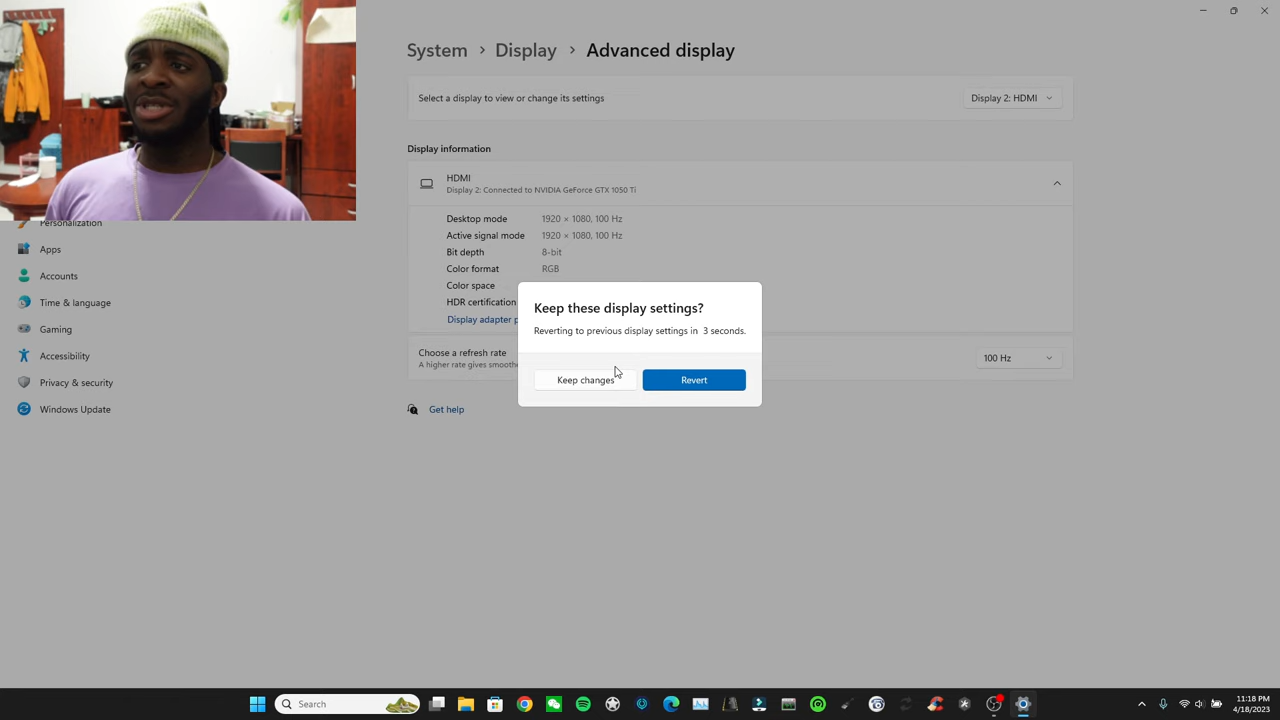 System > Display > Advanced display
Select a display to view or change its settings
Display 2: HDMI
Display information
HDMI
Display 2: Connected to NVIDIA GeForce GTX 1050 Ti
Desktop mode 1920 × 1080, 100 Hz
Active signal mode 1920 × 1080, 100 Hz
Bit depth 8-bit
Color format RGB
Color space
HDR certification
Display adapter p
Choose a refresh rate
A higher rate gives smoothe
100 Hz
Get help
Keep these display settings?
Reverting to previous display settings in 3 seconds.
Keep changes
Revert
Personalization
Apps
Accounts
Time & language
Gaming
Accessibility
Privacy & security
Windows Update
Search
11:18 PM
4/18/2023